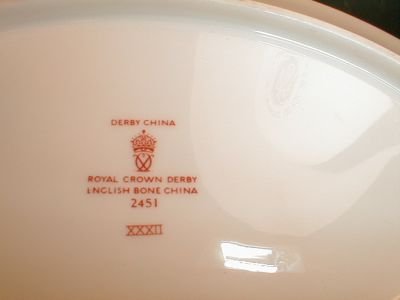 DERBY CHINA
ROYAL CROWN DERBY
ENGLISH BONE CHINA
2451
XXXII